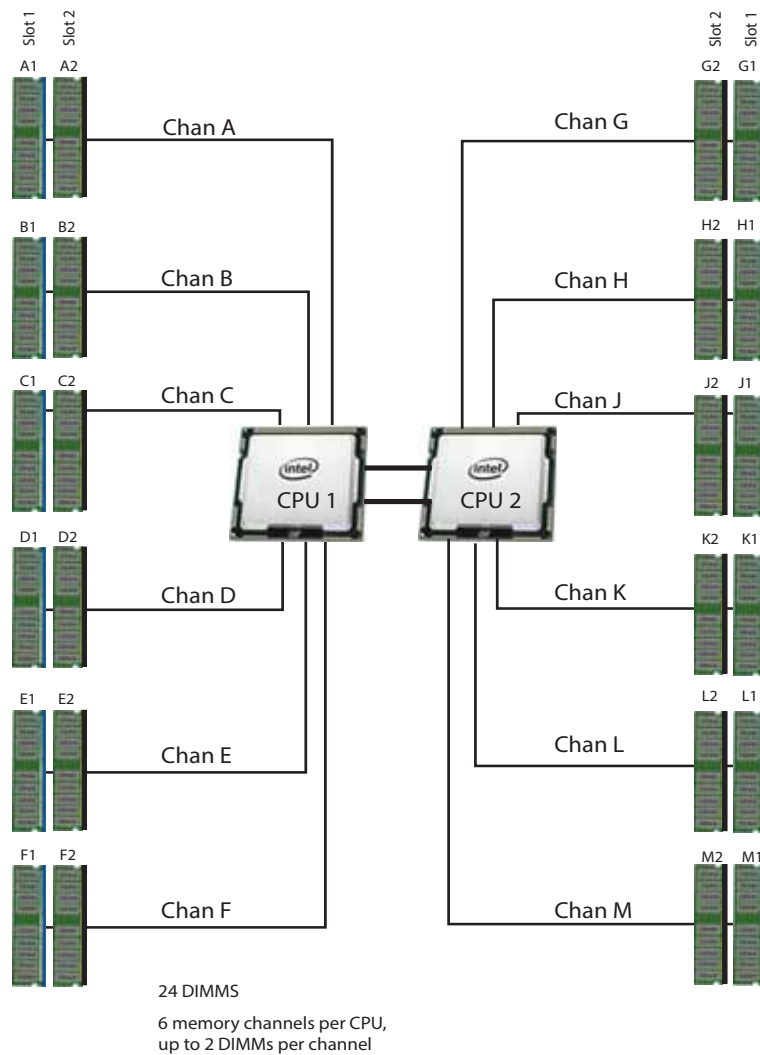 Slot 1 Slot 2 Slot 2 Slot 1
A1 A2 G2 G1
Chan A Chan G
B1 B2 H2 H1
Chan B Chan H
C1 C2 J2 J1
Chan C Chan J
intel intel
CPU 1 CPU 2
D1 D2 K2 K1
Chan D Chan K
E1 E2 L2 L1
Chan E Chan L
F1 F2 M2 M1
Chan F Chan M
24 DIMMS
6 memory channels per CPU,
up to 2 DIMMs per channel